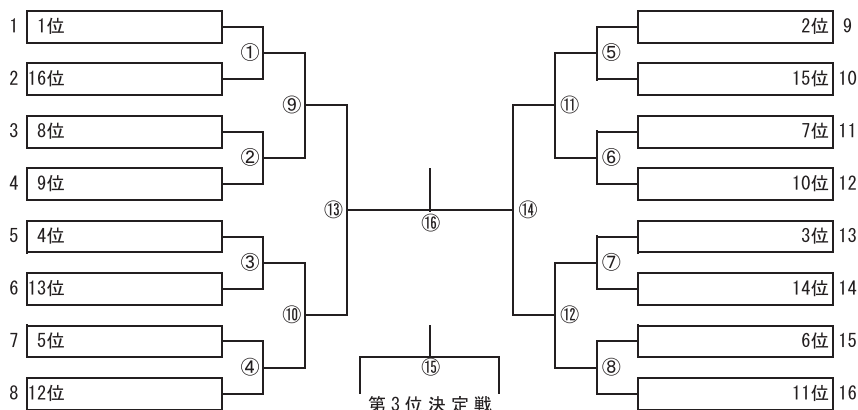 1 1位
2 16位
3 8位
4 9位
5 4位
6 13位
7 5位
8 12位
①
②
③
④
⑨
⑩
⑬
⑯
⑮
第3位決定戦
⑭
⑪
⑫
⑤
⑥
⑦
⑧
2位 9
15位 10
7位 11
10位 12
3位 13
14位 14
6位 15
11位 16